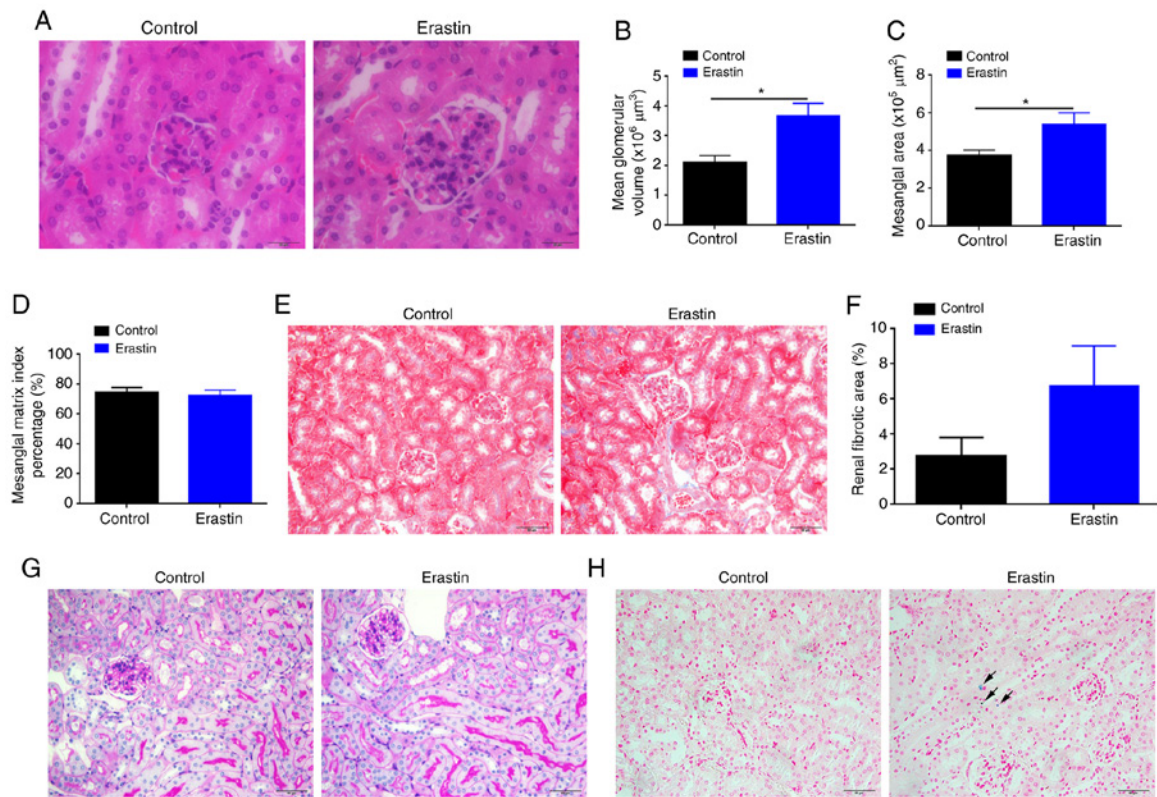 A
Control
Erastin
B
Control
Erastin
Mean glomerular
volume (x10⁶ μm³)
5
4
3
2
1
0
*
Control
Erastin
C
Control
Erastin
Mesanglal area (x10⁵ μm²)
8
6
4
2
0
*
Control
Erastin
D
Control
Erastin
Mesanglal matrix index
percentage (%)
100
80
60
40
20
0
Control
Erastin
E
Control
Erastin
F
Control
Erastin
Renal fibrotic area (%)
10
8
6
4
2
0
Control
Erastin
G
Control
Erastin
H
Control
Erastin